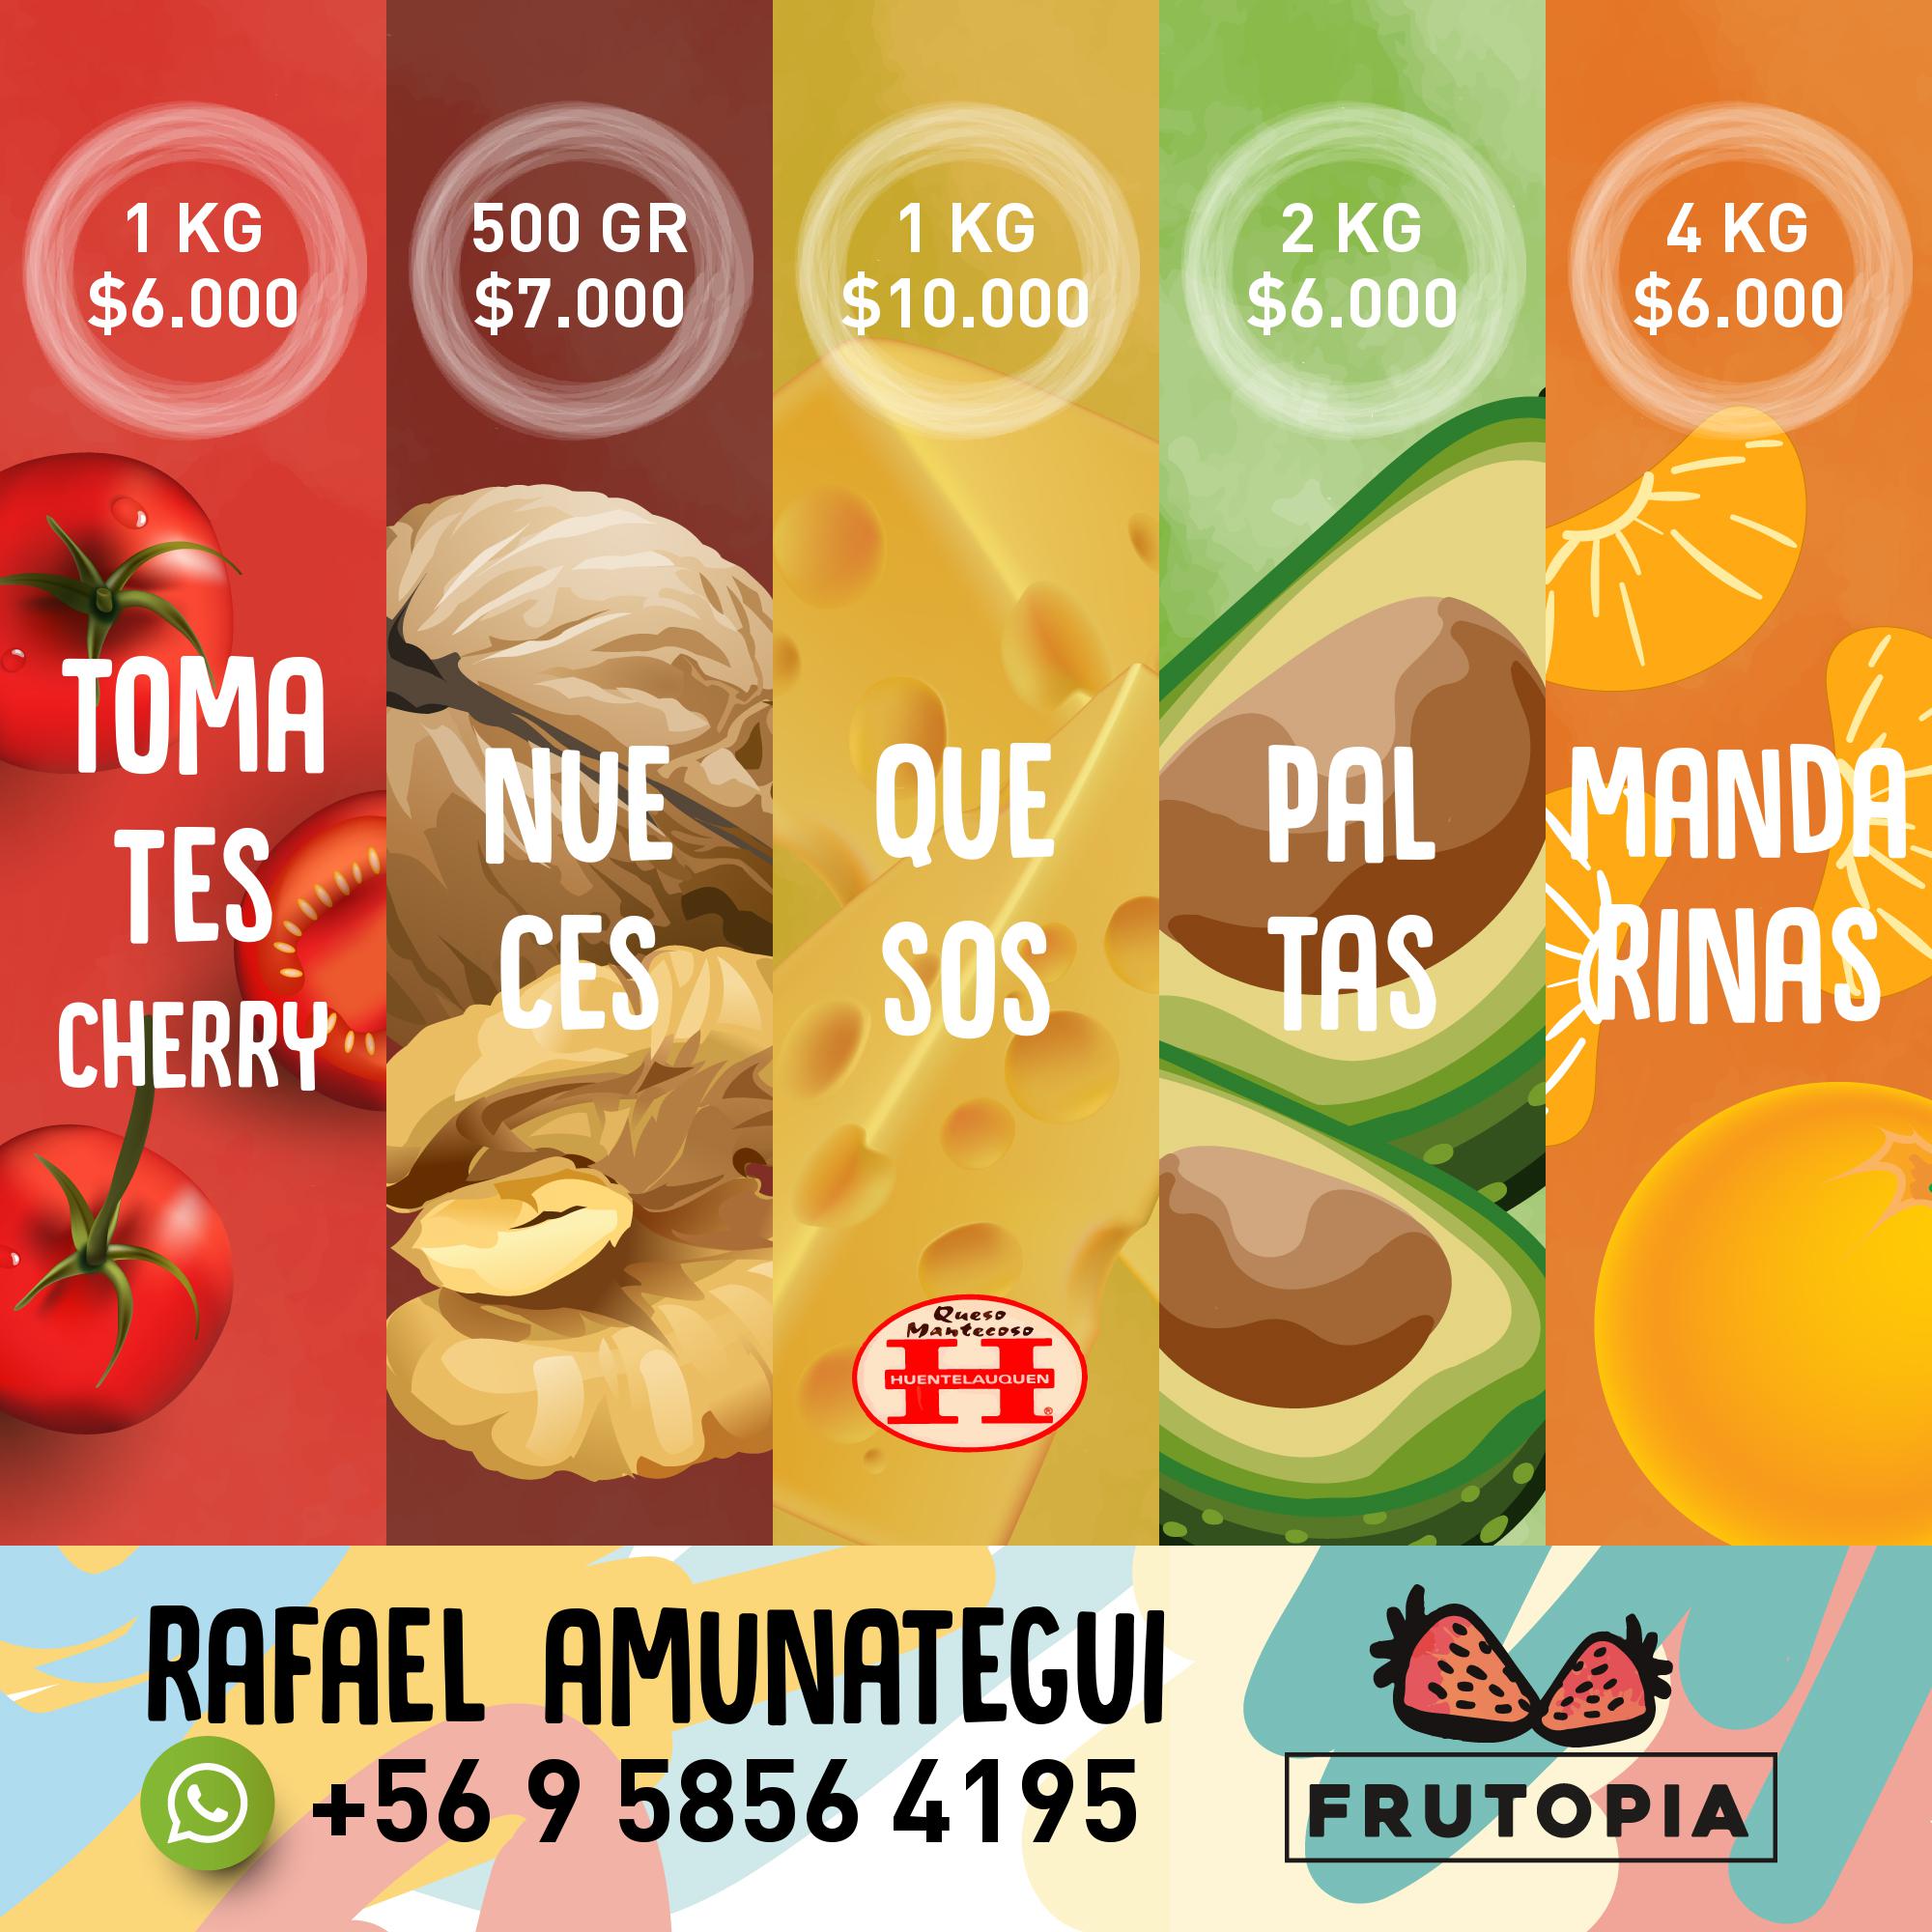 1 KG
$6.000
TOMA
TES
CHERRY
500 GR
$7.000
NUE
CES
1 KG
$10.000
QUE
SOS
Queso
Mantecoso
H
HUENTELAUQUEN
®
2 KG
$6.000
PAL
TAS
4 KG
$6.000
MANDA
RINAS
RAFAEL AMUNATEGUI
+56 9 5856 4195
FRUTOPIA